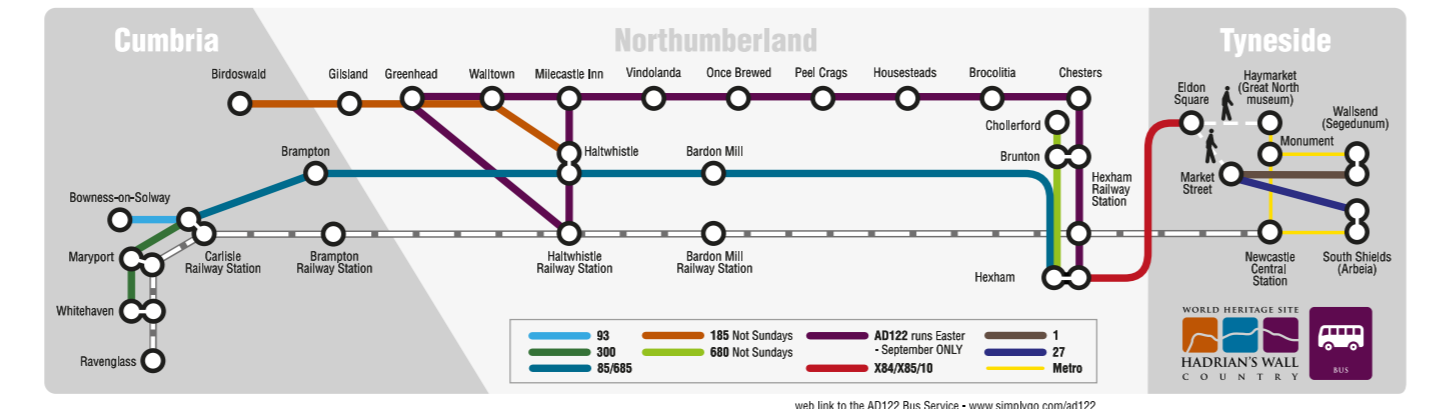 Cumbria
Northumberland
Tyneside
Birdoswald
Gilsland
Greenhead
Walltown
Milecastle Inn
Vindolanda
Once Brewed
Peel Crags
Housesteads
Brocolitia
Chesters
Eldon
Square
Haymarket
(Great North
museum)
Wallsend
(Segedunum)
Chollerford
Monument
Brampton
Haltwhistle
Bardon Mill
Brunton
Hexham
Railway
Station
Market
Street
Bowness-on-Solway
Maryport
Carlisle
Railway Station
Brampton
Railway Station
Haltwhistle
Railway Station
Bardon Mill
Railway Station
Hexham
Newcastle
Central
Station
South Shields
(Arbeia)
Whitehaven
Ravenglass
93
300
85/685
185 Not Sundays
680 Not Sundays
AD122 runs Easter
- September ONLY
X84/X85/10
1
27
Metro
WORLD HERITAGE SITE
HADRIAN'S WALL
COUNTRY
BUS
web link to the AD122 Bus Service - www.simplygo.com/ad122